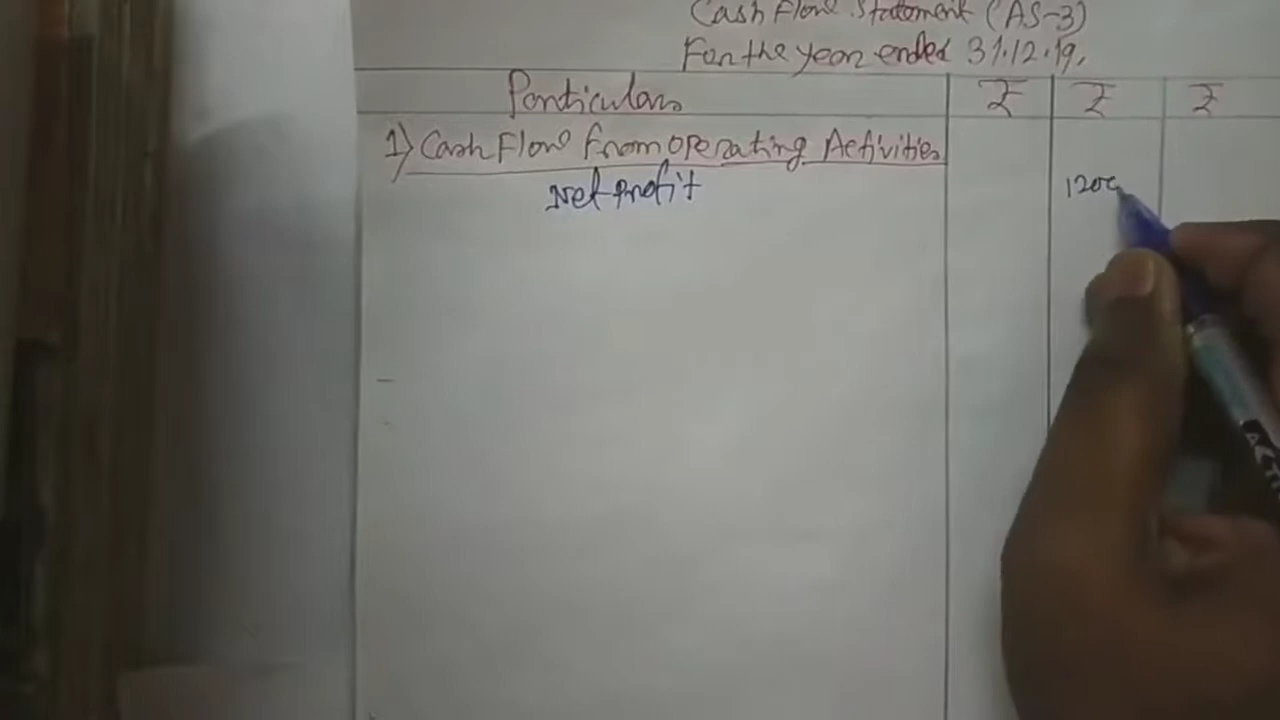 Cash Flow Statement (AS-3)
For the year ended 31.12.19.
Particulars ₹ ₹ ₹
1) Cash Flow from operating Activities
Net Profit 1200